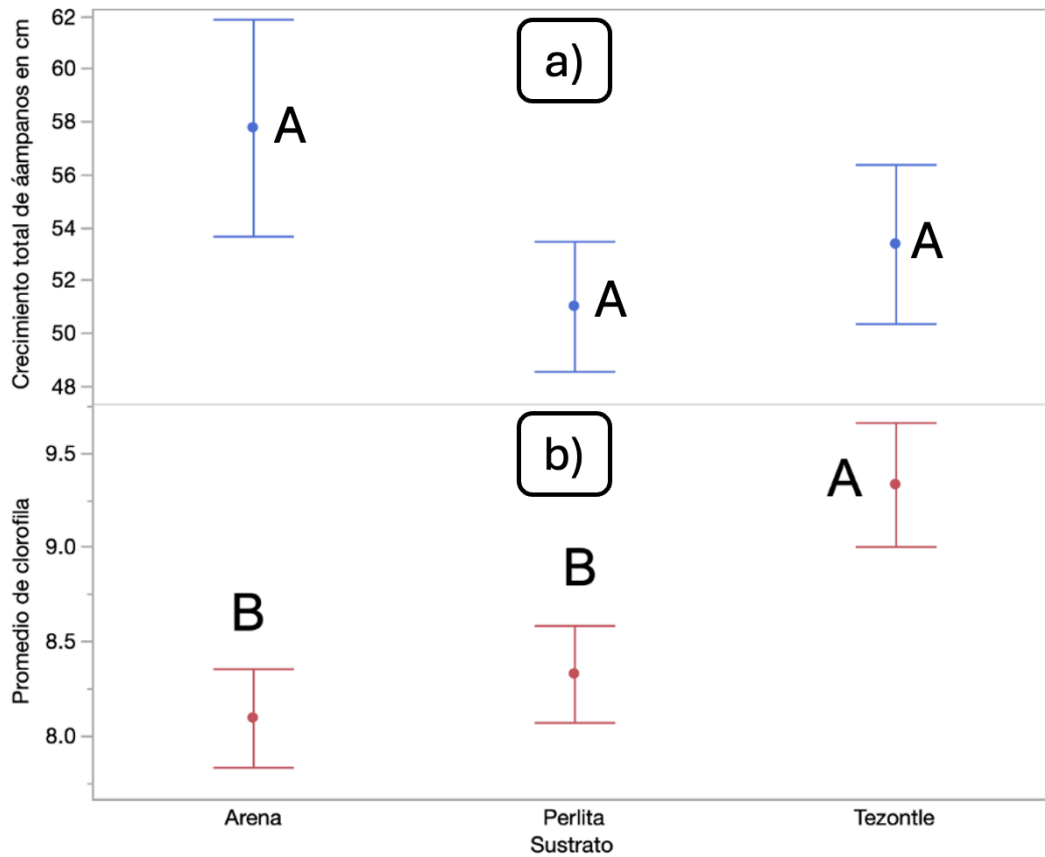 Crecimiento total de áampanos en cm
62
60
58
56
54
52
50
48
a)
A
A
A
Promedio de clorofila
9.5
9.0
8.5
8.0
b)
B
B
A
Arena
Perlita
Tezontle
Sustrato